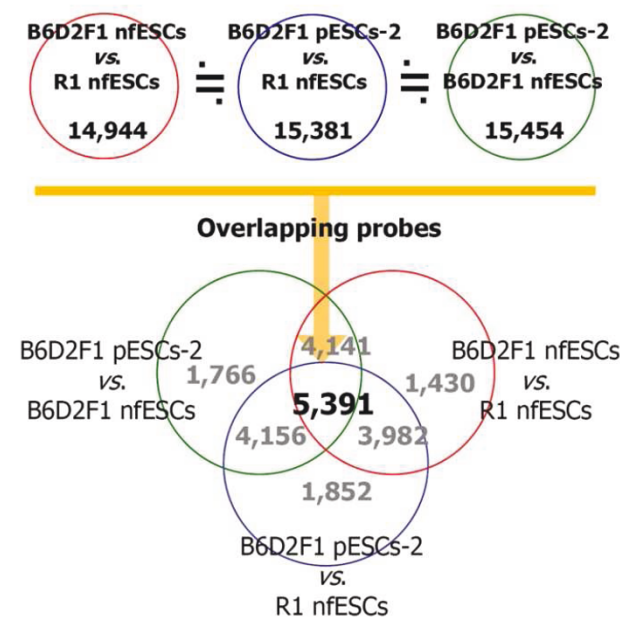 B6D2F1 nfESCs
vs.
R1 nfESCs
14,944
≒
B6D2F1 pESCs-2
vs.
R1 nfESCs
15,381
≒
B6D2F1 pESCs-2
vs.
B6D2F1 nfESCs
15,454
Overlapping probes
B6D2F1 pESCs-2
vs.
B6D2F1 nfESCs
1,766
4,141
1,430
B6D2F1 nfESCs
vs.
R1 nfESCs
5,391
4,156
3,982
1,852
B6D2F1 pESCs-2
vs.
R1 nfESCs